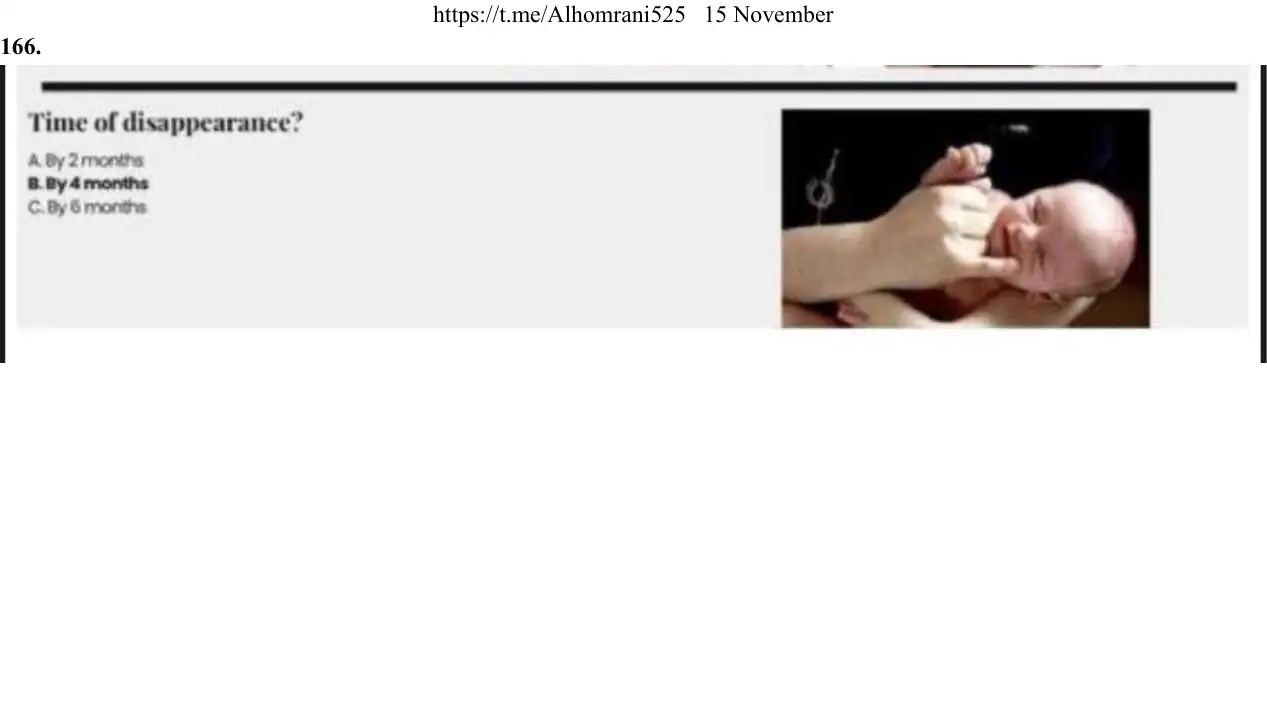 https://t.me/Alhomrani525 15 November
166.
Time of disappearance?
A. By 2 months
B. By 4 months
C. By 6 months